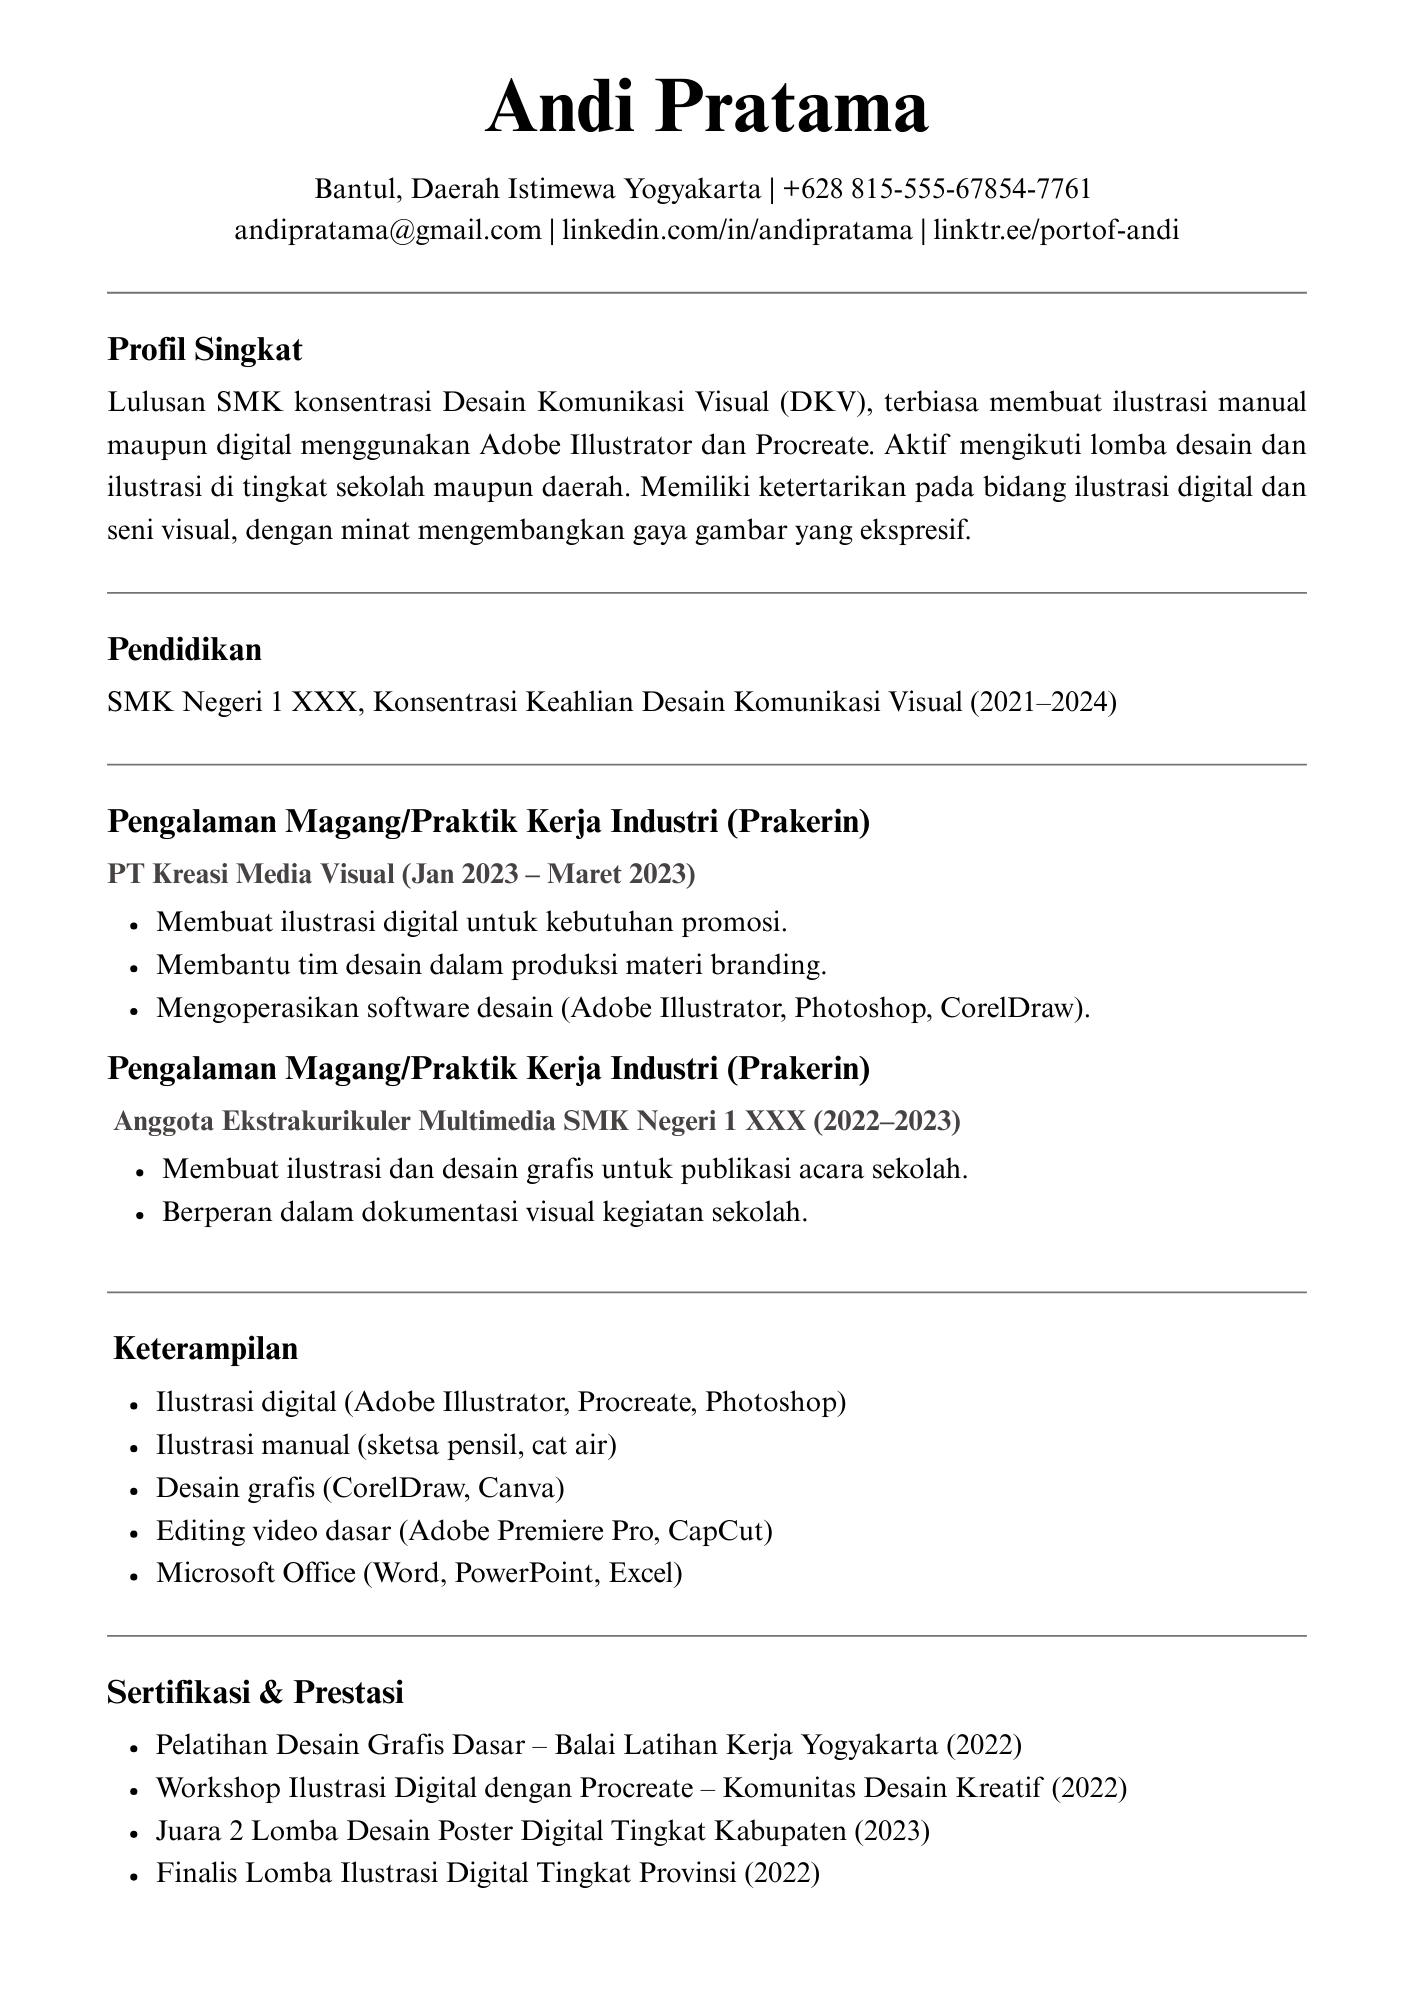 Andi Pratama
Bantul, Daerah Istimewa Yogyakarta | +628 815-555-67854-7761
andipratama@gmail.com | linkedin.com/in/andipratama | linktr.ee/portof-andi
Profil Singkat
Lulusan SMK konsentrasi Desain Komunikasi Visual (DKV), terbiasa membuat ilustrasi manual
maupun digital menggunakan Adobe Illustrator dan Procreate. Aktif mengikuti lomba desain dan
ilustrasi di tingkat sekolah maupun daerah. Memiliki ketertarikan pada bidang ilustrasi digital dan
seni visual, dengan minat mengembangkan gaya gambar yang ekspresif.
Pendidikan
SMK Negeri 1 XXX, Konsentrasi Keahlian Desain Komunikasi Visual (2021–2024)
Pengalaman Magang/Praktik Kerja Industri (Prakerin)
PT Kreasi Media Visual (Jan 2023 – Maret 2023)
• Membuat ilustrasi digital untuk kebutuhan promosi.
• Membantu tim desain dalam produksi materi branding.
• Mengoperasikan software desain (Adobe Illustrator, Photoshop, CorelDraw).
Pengalaman Magang/Praktik Kerja Industri (Prakerin)
Anggota Ekstrakurikuler Multimedia SMK Negeri 1 XXX (2022–2023)
• Membuat ilustrasi dan desain grafis untuk publikasi acara sekolah.
• Berperan dalam dokumentasi visual kegiatan sekolah.
Keterampilan
• Ilustrasi digital (Adobe Illustrator, Procreate, Photoshop)
• Ilustrasi manual (sketsa pensil, cat air)
• Desain grafis (CorelDraw, Canva)
• Editing video dasar (Adobe Premiere Pro, CapCut)
• Microsoft Office (Word, PowerPoint, Excel)
Sertifikasi & Prestasi
• Pelatihan Desain Grafis Dasar – Balai Latihan Kerja Yogyakarta (2022)
• Workshop Ilustrasi Digital dengan Procreate – Komunitas Desain Kreatif (2022)
• Juara 2 Lomba Desain Poster Digital Tingkat Kabupaten (2023)
• Finalis Lomba Ilustrasi Digital Tingkat Provinsi (2022)